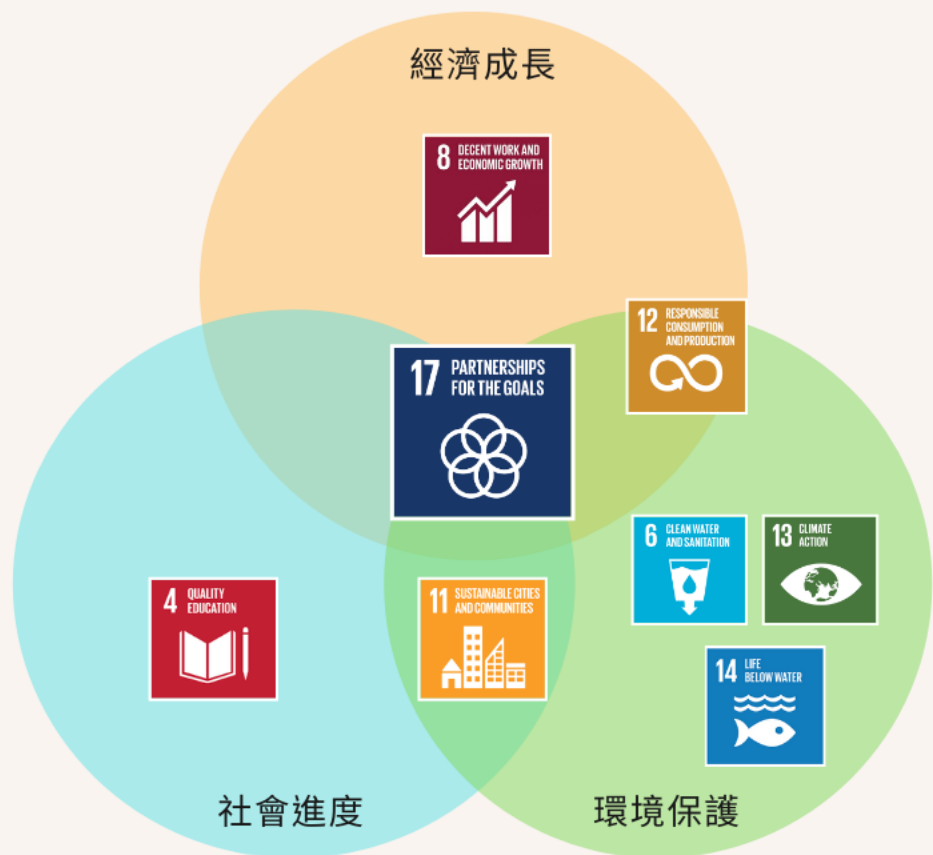 經濟成長
8 DECENT WORK AND
ECONOMIC GROWTH
12 RESPONSIBLE
CONSUMPTION
AND PRODUCTION
17 PARTNERSHIPS
FOR THE GOALS
6 CLEAN WATER
AND SANITATION
13 CLIMATE
ACTION
4 QUALITY
EDUCATION
11 SUSTAINABLE CITIES
AND COMMUNITIES
14 LIFE
BELOW WATER
社會進度
環境保護